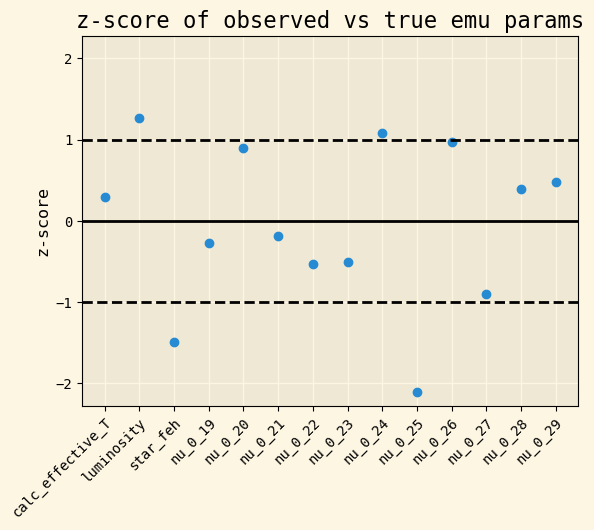 z-score of observed vs true emu params
z-score
2
1
0
−1
−2
calc_effective_T
luminosity
star_feh
nu_0_19
nu_0_20
nu_0_21
nu_0_22
nu_0_23
nu_0_24
nu_0_25
nu_0_26
nu_0_27
nu_0_28
nu_0_29